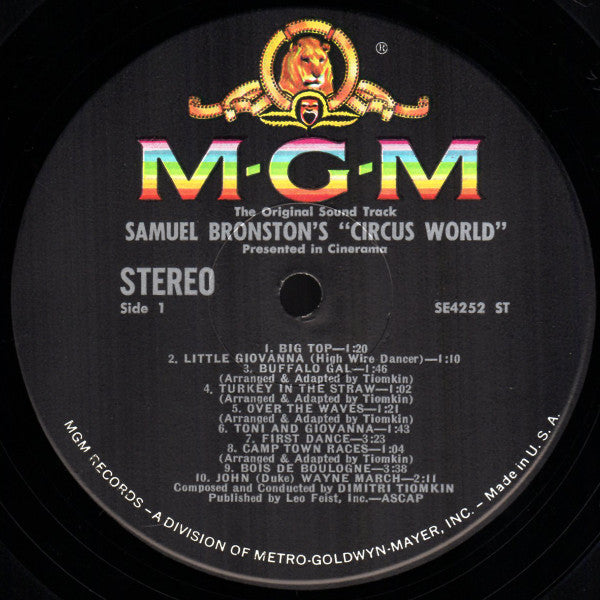 ®
M-G-M
The Original Sound Track
SAMUEL BRONSTON'S "CIRCUS WORLD"
Presented in Cinerama
STEREO
Side 1
SE4252 ST
1. BIG TOP—1:20
2. LITTLE GIOVANNA (High Wire Dancer)—1:10
3. BUFFALO GAL—1:46
(Arranged & Adapted by Tiomkin)
4. TURKEY IN THE STRAW—1:02
(Arranged & Adapted by Tiomkin)
5. OVER THE WAVES—1:21
6. TONI AND GIOVANNA—1:43
7. FIRST DANCE—3:23
8. CAMP TOWN RACES—1:04
(Arranged & Adapted by Tiomkin)
9. BOIS DE BOULOGNE—3:38
10. JOHN (Duke) WAYNE MARCH—2:11
Composed and Conducted by DIMITRI TIOMKIN
Published by Leo Feist, Inc.—ASCAP
MGM RECORDS – A DIVISION OF METRO-GOLDWYN-MAYER, INC. – Made in U.S.A.